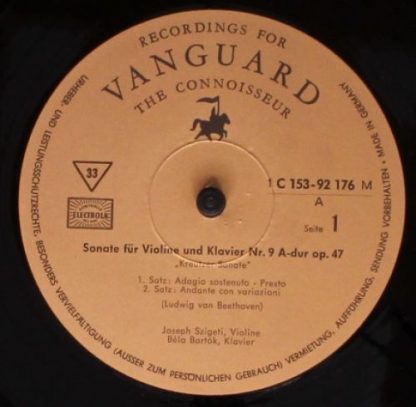 RECORDINGS FOR
VANGUARD
THE CONNOISSEUR
33
ELECTROLA
1 C 153-92 176 M
A
Seite 1
Sonate für Violine und Klavier Nr. 9 A-dur op. 47
„Kreutzer-Sonate"
1. Satz: Adagio sostenuto - Presto
2. Satz: Andante con variazioni
(Ludwig van Beethoven)
Joseph Szigeti, Violine
Béla Bartók, Klavier
URHEBER- UND LEISTUNGSSCHUTZRECHTE, BESONDERS VERVIELFÄLTIGUNG (AUSSER ZUM PERSÖNLICHEN GEBRAUCH) VERMIETUNG, AUFFÜHRUNG, SENDUNG VORBEHALTEN • MADE IN GERMANY